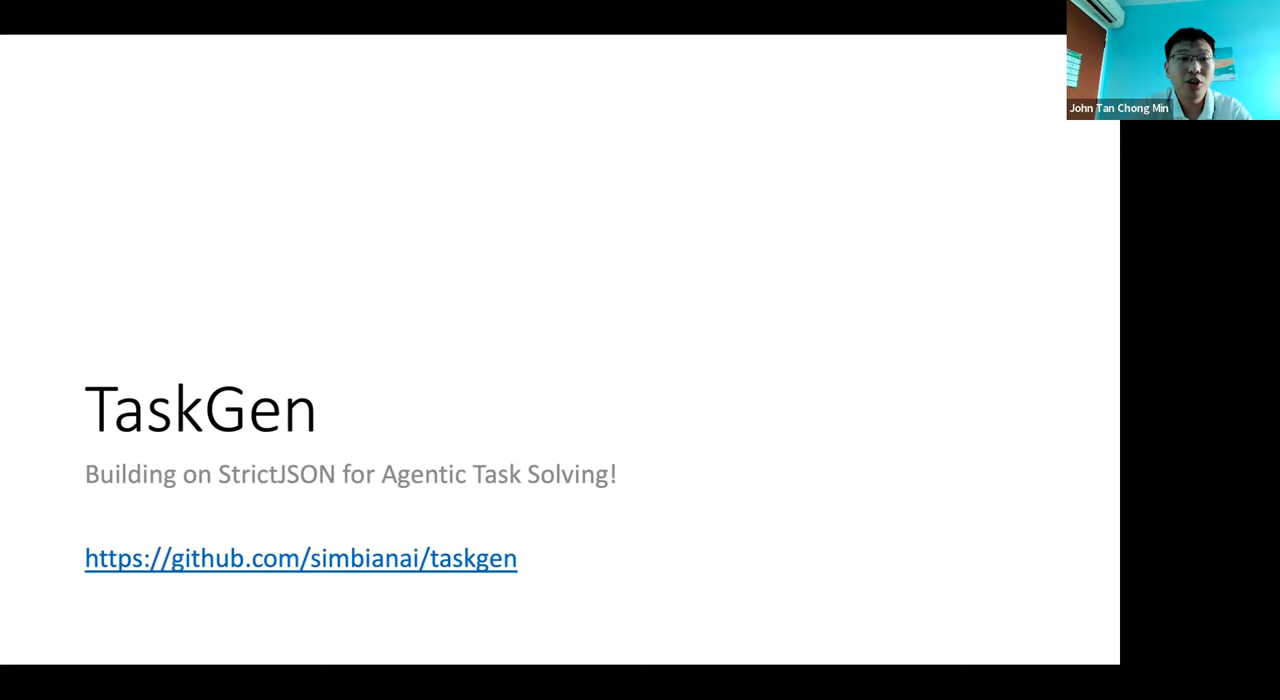 John Tan Chong Min
TaskGen
Building on StrictJSON for Agentic Task Solving!
https://github.com/simbianai/taskgen